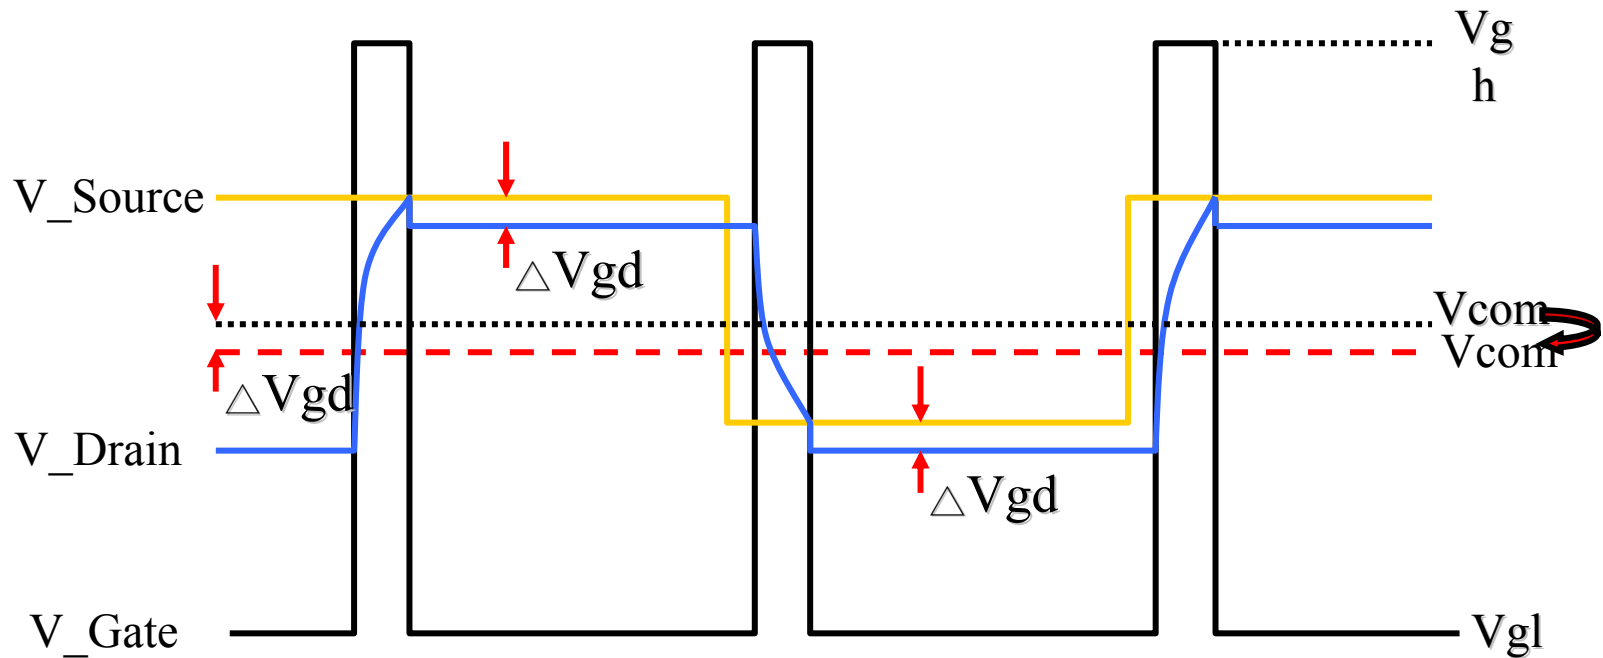 Vg
h
V_Source
△Vgd
Vcom
Vcom
△Vgd
V_Drain
△Vgd
V_Gate
Vgl